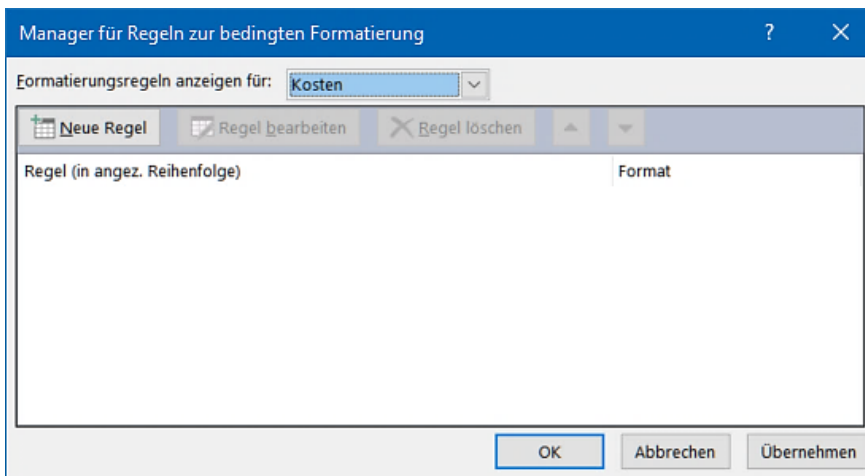 Manager für Regeln zur bedingten Formatierung ?
Formatierungsregeln anzeigen für: Kosten
Neue Regel Regel bearbeiten Regel löschen
Regel (in angez. Reihenfolge) Format
OK Abbrechen Übernehmen